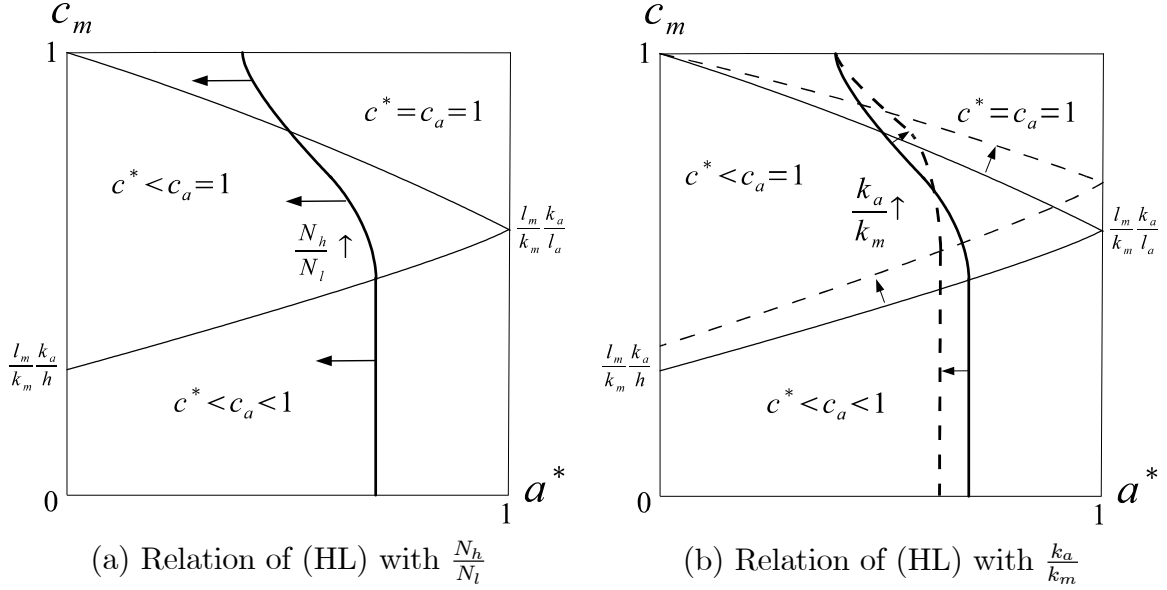 c_m
1
c* = c_a = 1
c* < c_a = 1
N_h/N_l ↑
l_m/k_m k_a/l_a
l_m/k_m k_a/h
c* < c_a < 1
0
a*
1
(a) Relation of (HL) with N_h/N_l
c_m
1
c* = c_a = 1
c* < c_a = 1
k_a/k_m ↑
l_m/k_m k_a/l_a
l_m/k_m k_a/h
c* < c_a < 1
0
a*
1
(b) Relation of (HL) with k_a/k_m